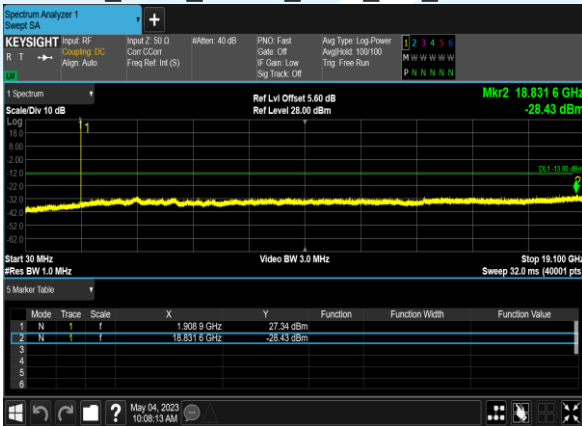 Spectrum Analyzer 1
Swept SA
+
KEYSIGHT Input: RF Input Z: 50 Ω #Atten: 40 dB PNO: Fast Avg Type: Log-Power 1 2 3 4 5 6
R T Coupling: DC Corr CCorr Gate: Off Avg|Hold: 100/100 M W W W W W
Align: Auto Freq Ref: Int (S) IF Gain: Low Trig: Free Run
LU Sig Track: Off P N N N N N
1 Spectrum Ref Lvl Offset 5.60 dB Mkr2 18.831 6 GHz
Scale/Div 10 dB Ref Level 28.00 dBm -28.43 dBm
Log
1
18.0
8.00
-2.00
DL1 -13.00 dBm
-12.0
2
-22.0
-32.0
-42.0
-52.0
-62.0
Start 30 MHz Video BW 3.0 MHz Stop 19.100 GHz
#Res BW 1.0 MHz Sweep 32.0 ms (40001 pts
5 Marker Table
Mode Trace Scale X Y Function Function Width Function Value
1 N 1 f 1.908 9 GHz 27.34 dBm
2 N 1 f 18.831 6 GHz -28.43 dBm
3
4
5
6
? May 04, 2023
10:08:13 AM